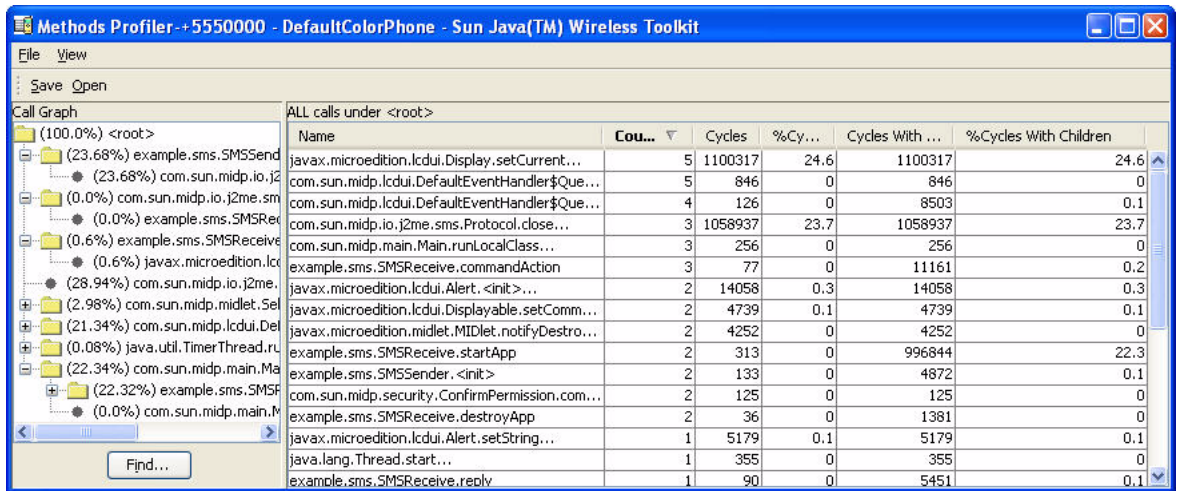 Methods Profiler-+5550000 - DefaultColorPhone - Sun Java(TM) Wireless Toolkit
File View
Save Open
Call Graph
(100.0%) <root>
(23.68%) example.sms.SMSSend
(23.68%) com.sun.midp.io.j2
(0.0%) com.sun.midp.io.j2me.sm
(0.0%) example.sms.SMSRec
(0.6%) example.sms.SMSReceive
(0.6%) javax.microedition.lcd
(28.94%) com.sun.midp.io.j2me.
(2.98%) com.sun.midp.midlet.Sel
(21.34%) com.sun.midp.lcdui.Def
(0.08%) java.util.TimerThread.ru
(22.34%) com.sun.midp.main.Ma
(22.32%) example.sms.SMSR
(0.0%) com.sun.midp.main.M
Find...
ALL calls under <root>
Name Cou... Cycles %Cy... Cycles With ... %Cycles With Children
javax.microedition.lcdui.Display.setCurrent... 5 1100317 24.6 1100317 24.6
com.sun.midp.lcdui.DefaultEventHandler$Que... 5 846 0 846 0
com.sun.midp.lcdui.DefaultEventHandler$Que... 4 126 0 8503 0.1
com.sun.midp.io.j2me.sms.Protocol.close... 3 1058937 23.7 1058937 23.7
com.sun.midp.main.Main.runLocalClass... 3 256 0 256 0
example.sms.SMSReceive.commandAction 3 77 0 11161 0.2
javax.microedition.lcdui.Alert.<init>... 2 14058 0.3 14058 0.3
javax.microedition.lcdui.Displayable.setComm... 2 4739 0.1 4739 0.1
javax.microedition.midlet.MIDlet.notifyDestro... 2 4252 0 4252 0
example.sms.SMSReceive.startApp 2 313 0 996844 22.3
example.sms.SMSSender.<init> 2 133 0 4872 0.1
com.sun.midp.security.ConfirmPermission.com... 2 125 0 125 0
example.sms.SMSReceive.destroyApp 2 36 0 1381 0
javax.microedition.lcdui.Alert.setString... 1 5179 0.1 5179 0.1
java.lang.Thread.start... 1 355 0 355 0
example.sms.SMSReceive.reply 1 90 0 5451 0.1